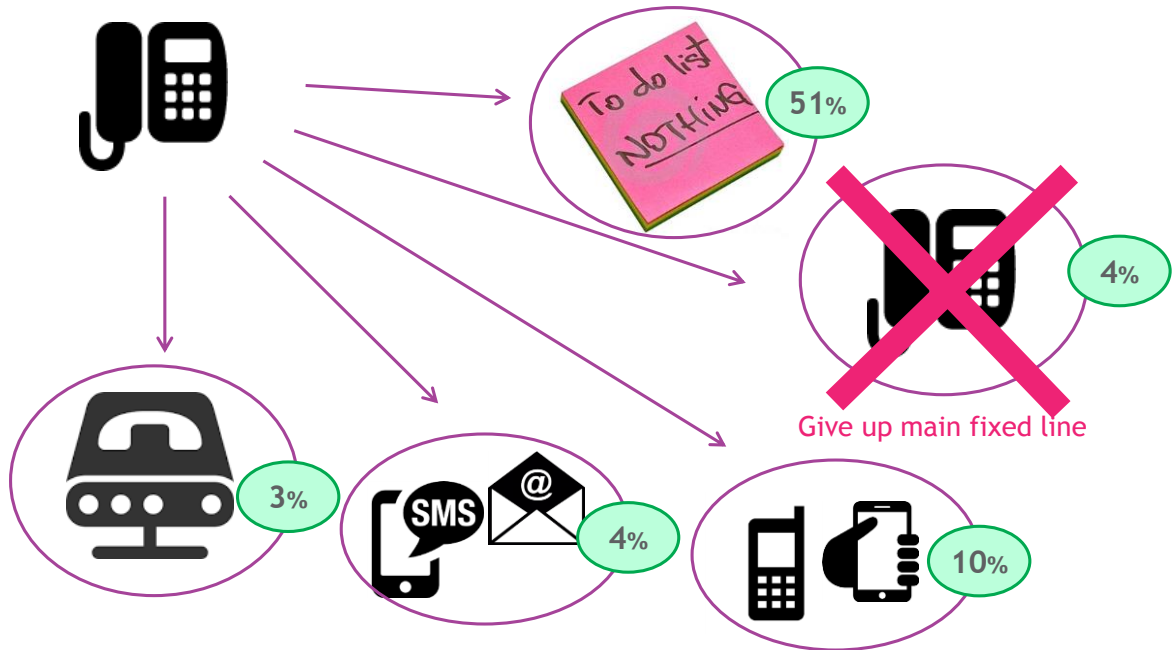 To do list
NOTHING
51%
4%
Give up main fixed line
3%
SMS
@
4%
10%